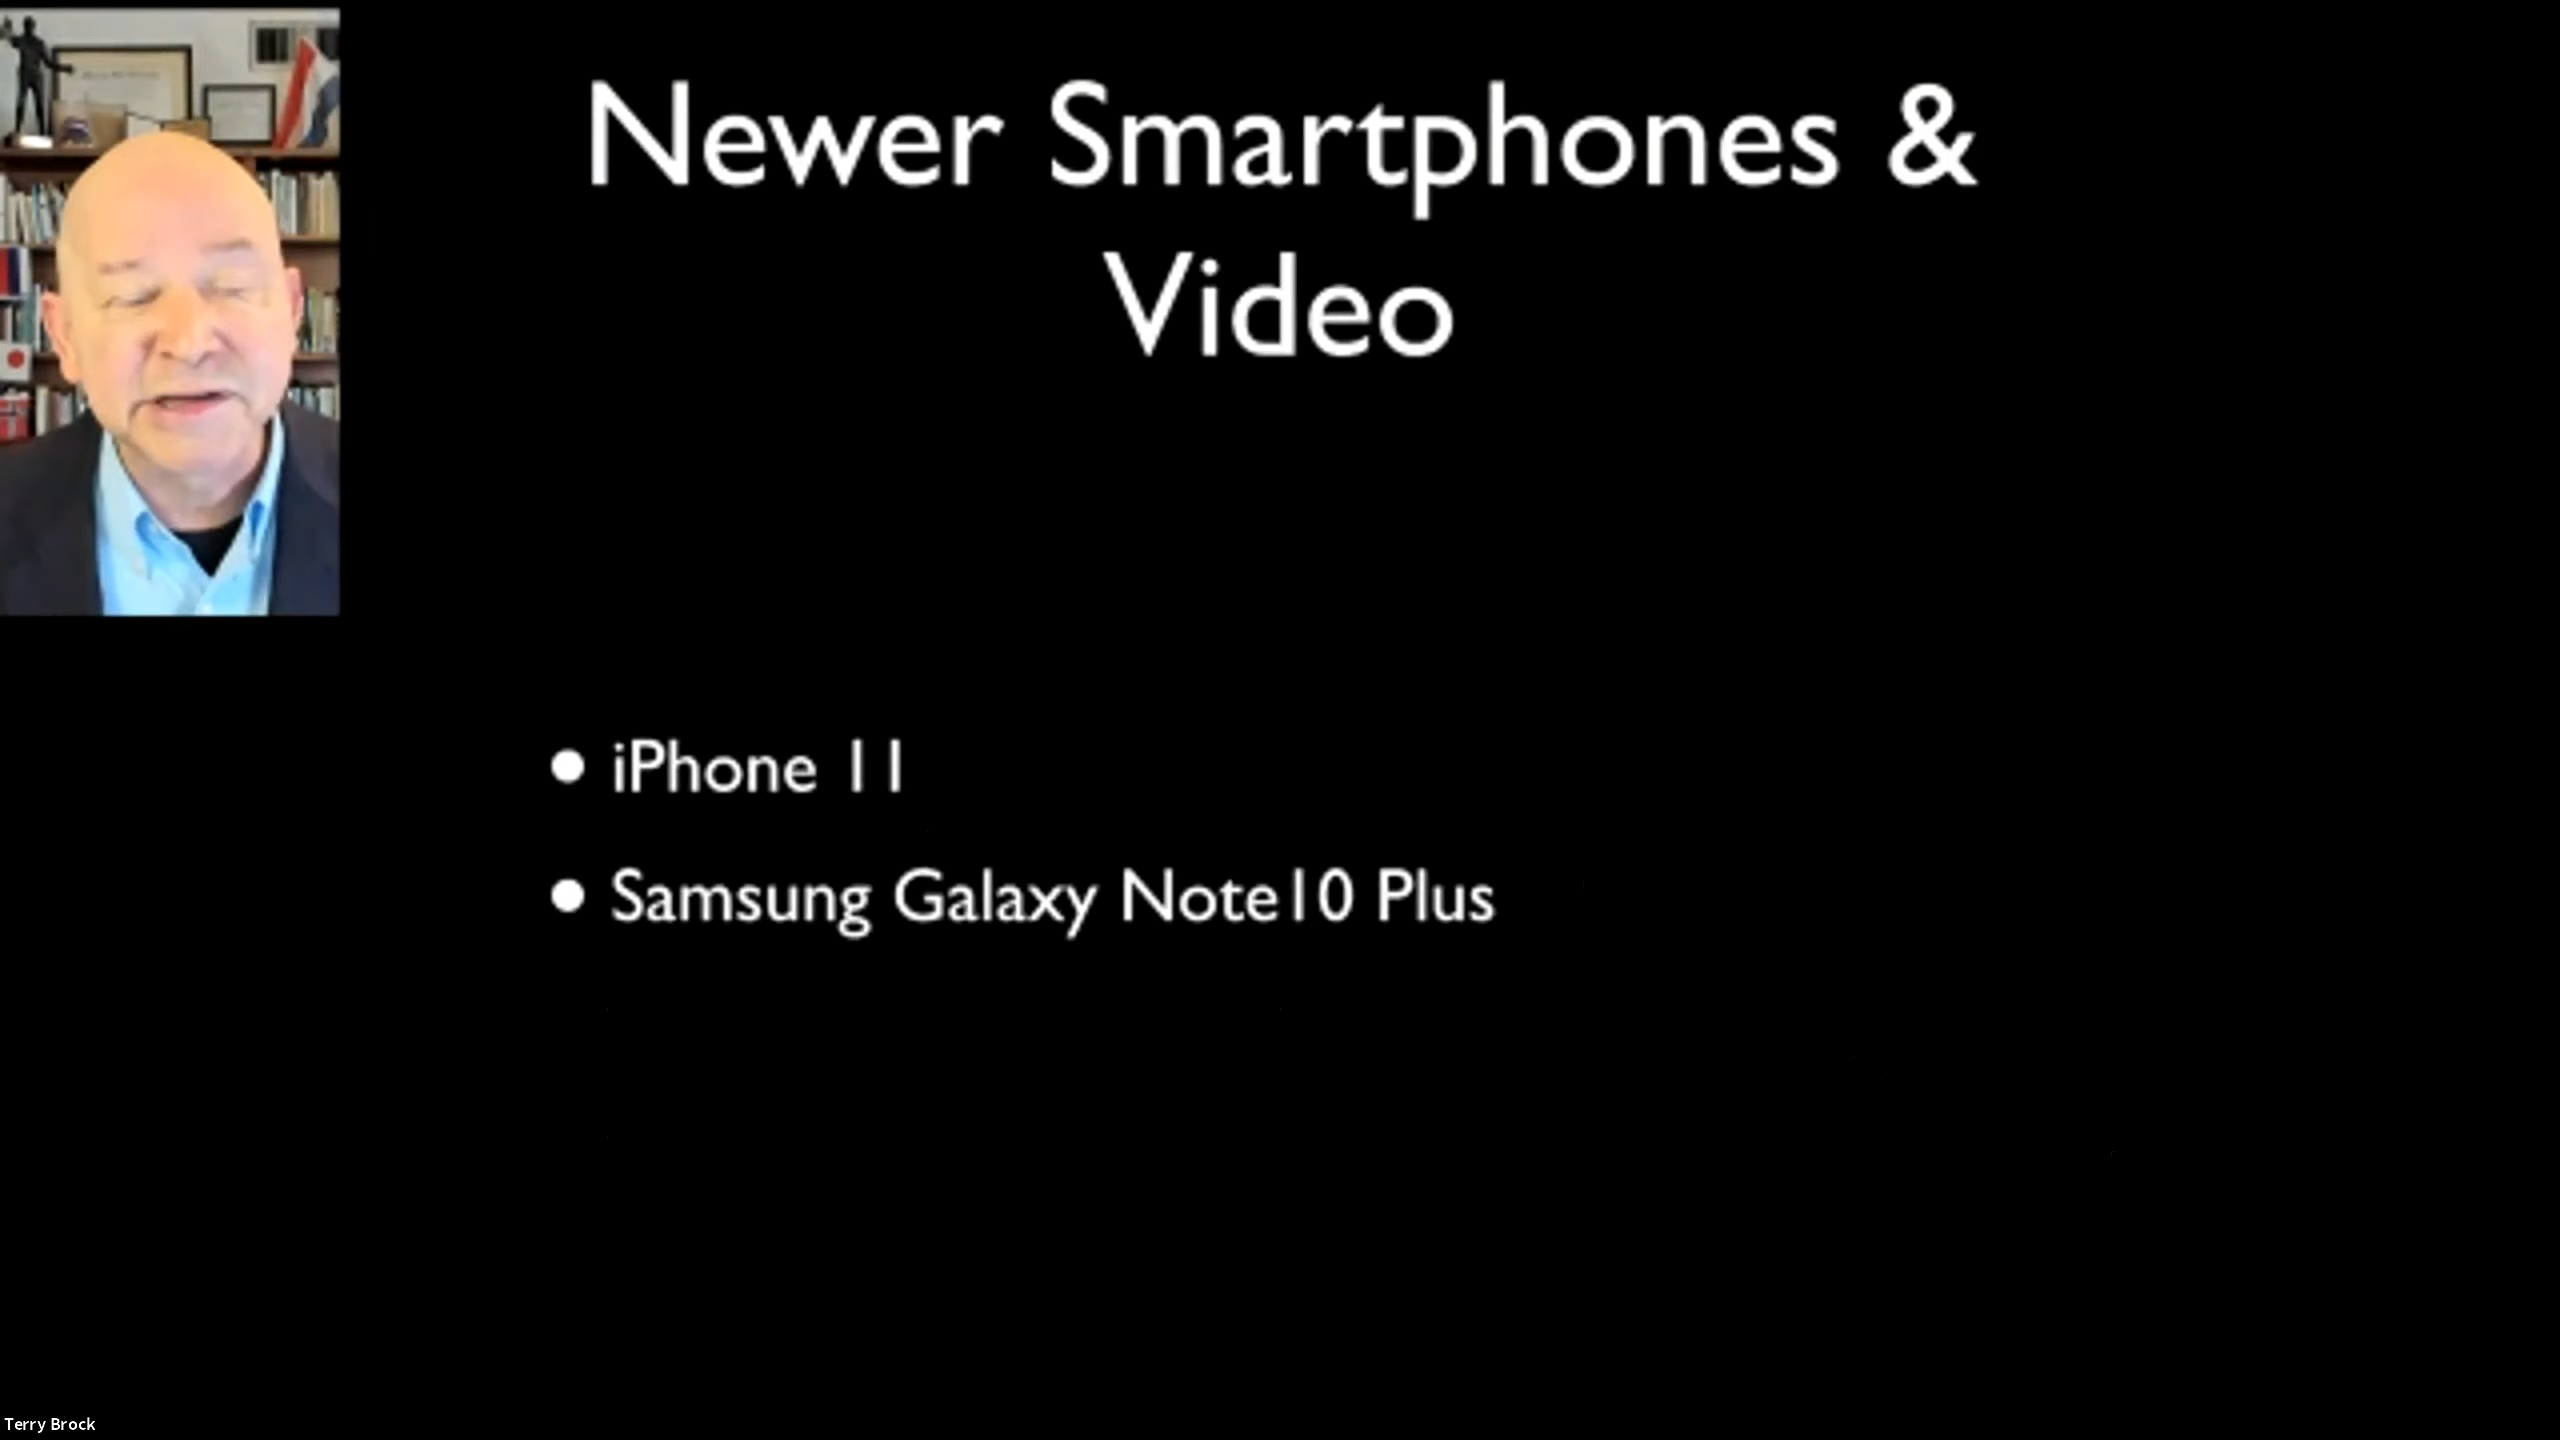 Newer Smartphones &
Video
• iPhone 11
• Samsung Galaxy Note10 Plus
Terry Brock